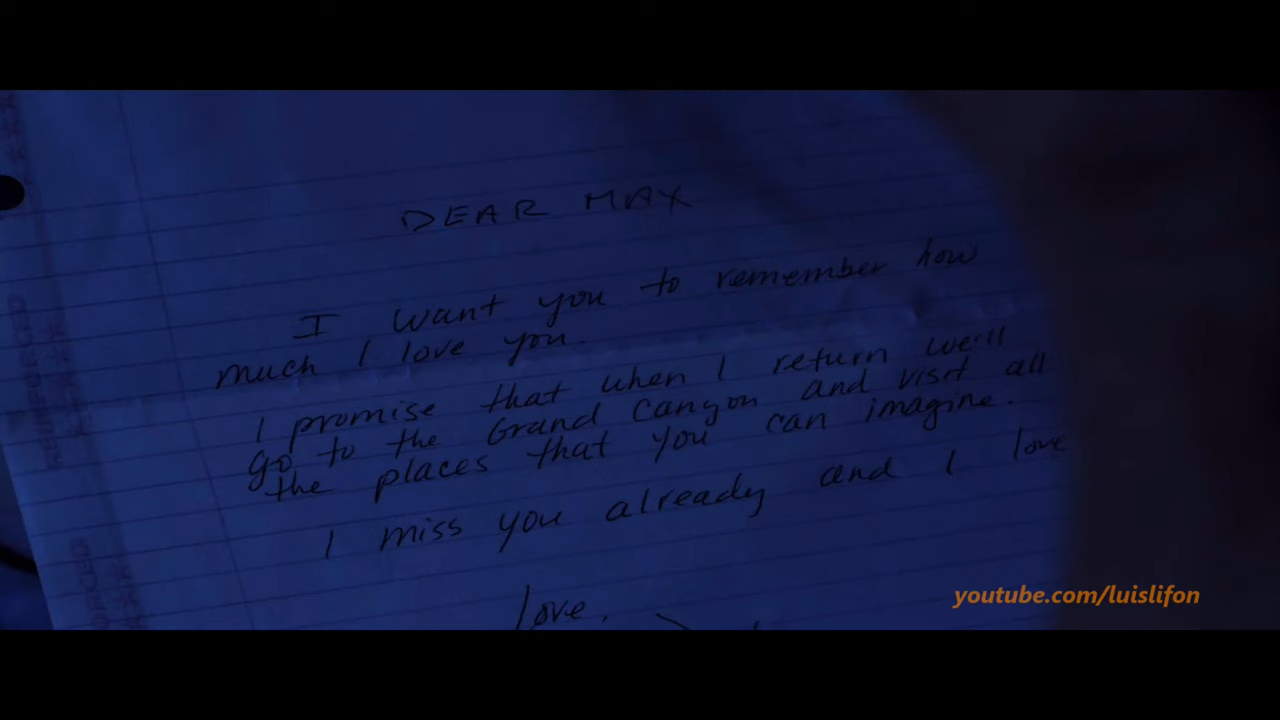 DEAR MAX
I want you to remember how
much I love you.
I promise that when I return we'll
go to the Grand Canyon and visit all
the places that you can imagine.
I miss you already and I love
love,
youtube.com/luislifon